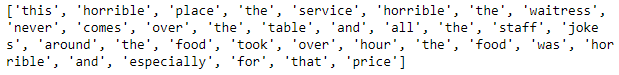 ['this', 'horrible', 'place', 'the', 'service', 'horrible', 'the', 'waitress',
'never', 'comes', 'over', 'the', 'table', 'and', 'all', 'the', 'staff', 'joke
s', 'around', 'the', 'food', 'took', 'over', 'hour', 'the', 'food', 'was', 'hor
rible', 'and', 'especially', 'for', 'that', 'price']